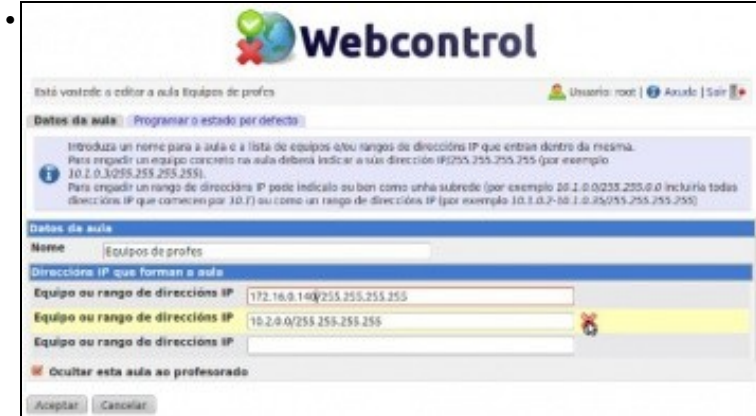 Webcontrol
Está vostede a editar a aula Equipos de profes
Usuario: root | Axuda | Sair
Datos da aula Programar o estado por defecto
Introduza un nome para a aula e a lista de equipos e/ou rangos de direccións IP que entran dentro da mesma.
Para engadir un equipo concreto na aula deberá indicar a súa dirección IP/255.255.255.255 (por exemplo
10.1.0.3/255.255.255.255).
Para engadir un rango de direccións IP pode indicalo ou ben como unha subrede (por exemplo 10.1.0.0/255.255.0.0 incluiría todas
direccións IP que comecen por 10.1) ou como un rango de direccións IP (por exemplo 10.1.0.2-10.1.0.35/255.255.255.255)
Datos da aula
Nome Equipos de profes
Direccións IP que forman a aula
Equipo ou rango de direccións IP 172.16.0.140/255.255.255.255
Equipo ou rango de direccións IP 10.2.0.0/255.255.255.255
Equipo ou rango de direccións IP
Ocultar esta aula ao profesorado
Aceptar Cancelar